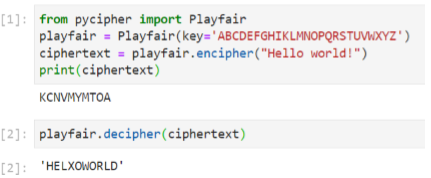 [1]: from pycipher import Playfair
playfair = Playfair(key='ABCDEFGHIKLMNOPQRSTUVWXYZ')
ciphertext = playfair.encipher("Hello world!")
print(ciphertext)
KCNVMYMTOA
[2]: playfair.decipher(ciphertext)
[2]: 'HELXOWORLD'